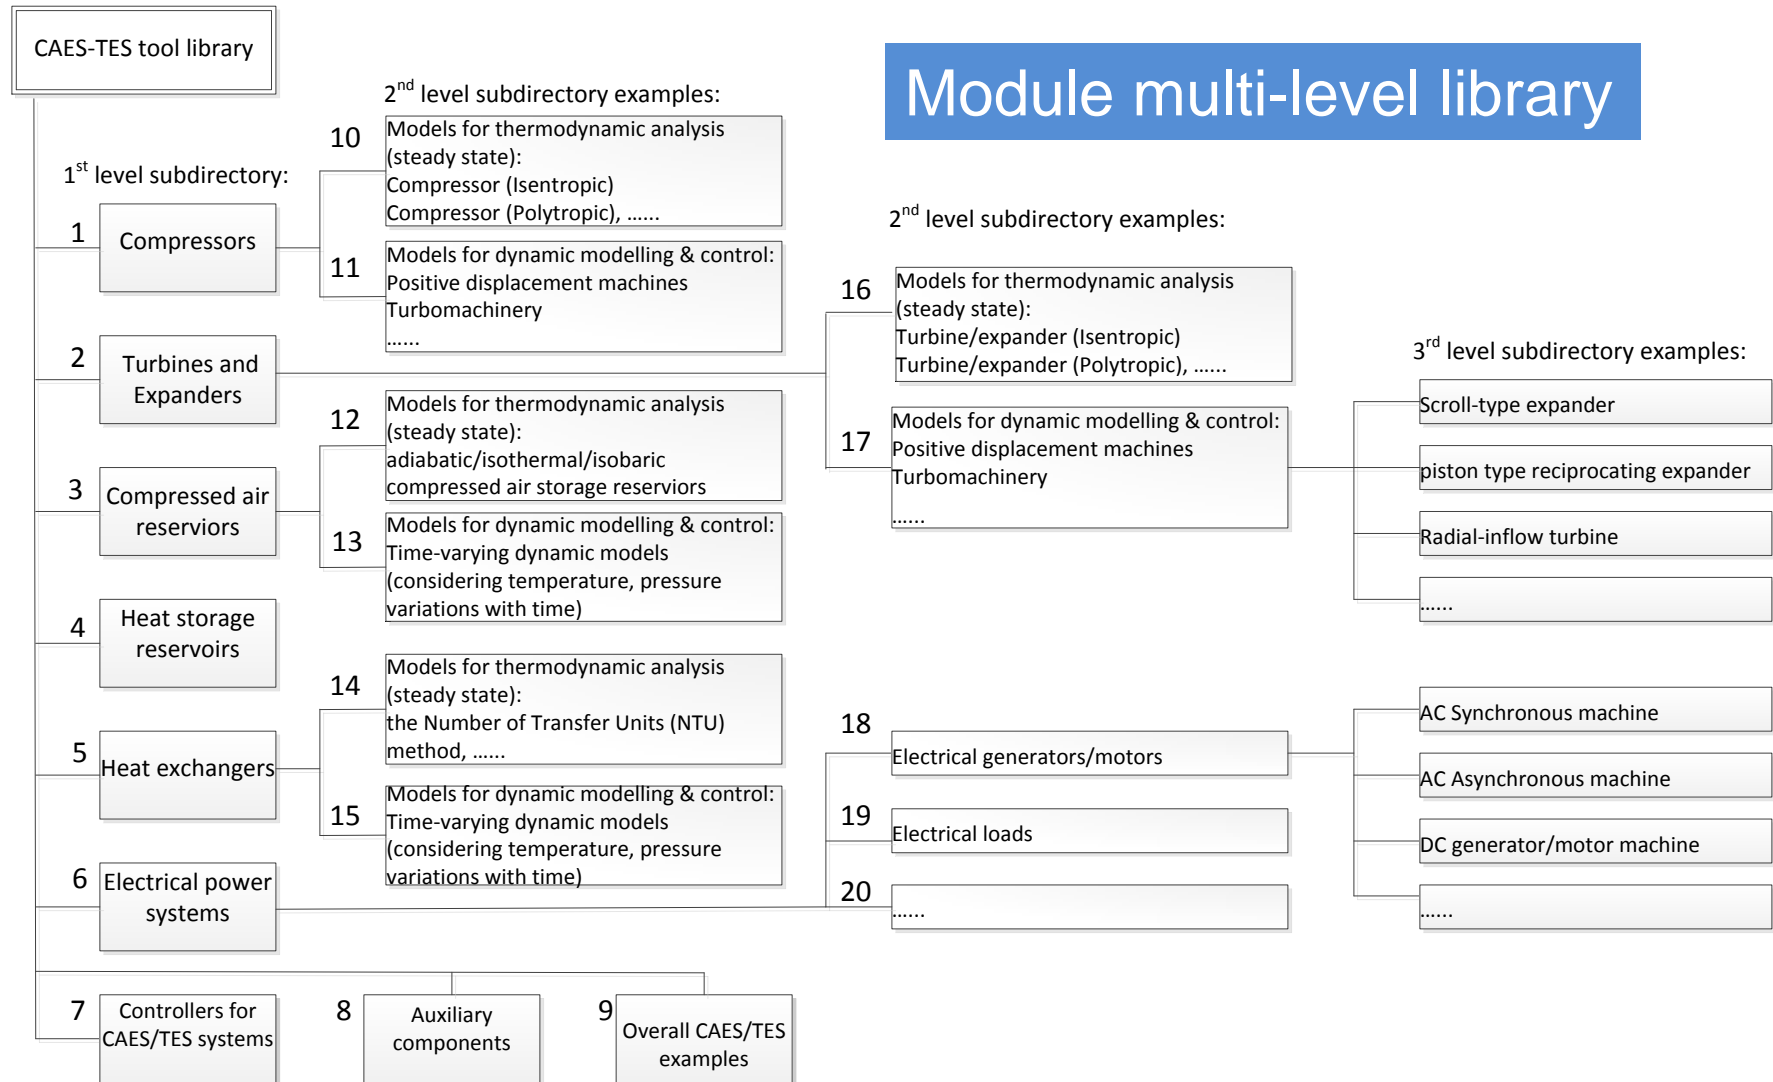 CAES-TES tool library
Module multi-level library
2nd level subdirectory examples:
10
Models for thermodynamic analysis
(steady state):
Compressor (Isentropic)
Compressor (Polytropic), ......
1st level subdirectory:
1
Compressors
11
Models for dynamic modelling & control:
Positive displacement machines
Turbomachinery
......
2nd level subdirectory examples:
16
Models for thermodynamic analysis
(steady state):
Turbine/expander (Isentropic)
Turbine/expander (Polytropic), ......
2
Turbines and
Expanders
3rd level subdirectory examples:
17
Models for dynamic modelling & control:
Positive displacement machines
Turbomachinery
......
Scroll-type expander
piston type reciprocating expander
Radial-inflow turbine
......
12
Models for thermodynamic analysis
(steady state):
adiabatic/isothermal/isobaric
compressed air storage reserviors
3
Compressed air
reserviors
13
Models for dynamic modelling & control:
Time-varying dynamic models
(considering temperature, pressure
variations with time)
4
Heat storage
reservoirs
14
Models for thermodynamic analysis
(steady state):
the Number of Transfer Units (NTU)
method, ......
5
Heat exchangers
15
Models for dynamic modelling & control:
Time-varying dynamic models
(considering temperature, pressure
variations with time)
18
Electrical generators/motors
AC Synchronous machine
AC Asynchronous machine
DC generator/motor machine
......
19
Electrical loads
6
Electrical power
systems
20
......
7
Controllers for
CAES/TES systems
8
Auxiliary
components
9
Overall CAES/TES
examples